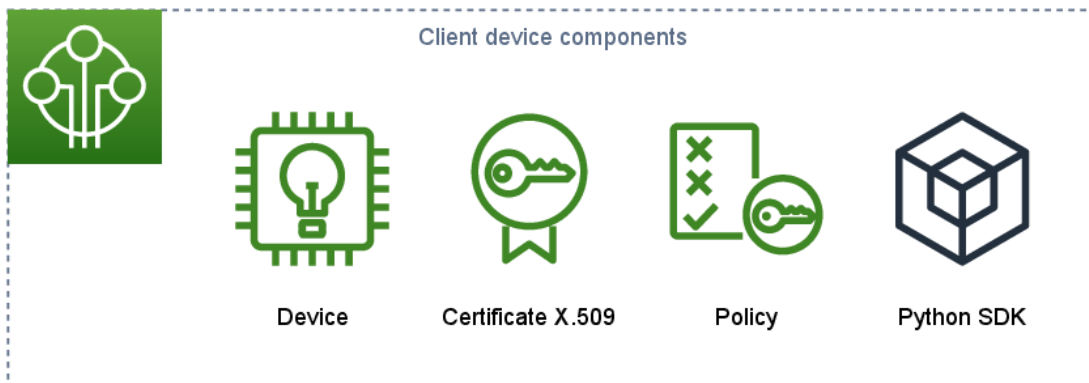 Client device components
Device
Certificate X.509
Policy
Python SDK